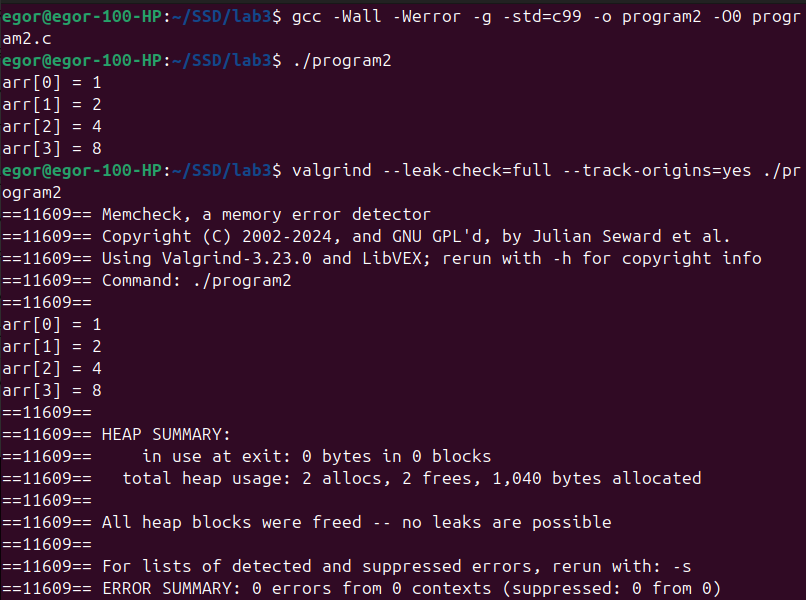 egor@egor-100-HP:~/SSD/lab3$ gcc -Wall -Werror -g -std=c99 -o program2 -O0 progr
am2.c
egor@egor-100-HP:~/SSD/lab3$ ./program2
arr[0] = 1
arr[1] = 2
arr[2] = 4
arr[3] = 8
egor@egor-100-HP:~/SSD/lab3$ valgrind --leak-check=full --track-origins=yes ./pr
ogram2
==11609== Memcheck, a memory error detector
==11609== Copyright (C) 2002-2024, and GNU GPL'd, by Julian Seward et al.
==11609== Using Valgrind-3.23.0 and LibVEX; rerun with -h for copyright info
==11609== Command: ./program2
==11609==
arr[0] = 1
arr[1] = 2
arr[2] = 4
arr[3] = 8
==11609==
==11609== HEAP SUMMARY:
==11609==     in use at exit: 0 bytes in 0 blocks
==11609==   total heap usage: 2 allocs, 2 frees, 1,040 bytes allocated
==11609==
==11609== All heap blocks were freed -- no leaks are possible
==11609==
==11609== For lists of detected and suppressed errors, rerun with: -s
==11609== ERROR SUMMARY: 0 errors from 0 contexts (suppressed: 0 from 0)